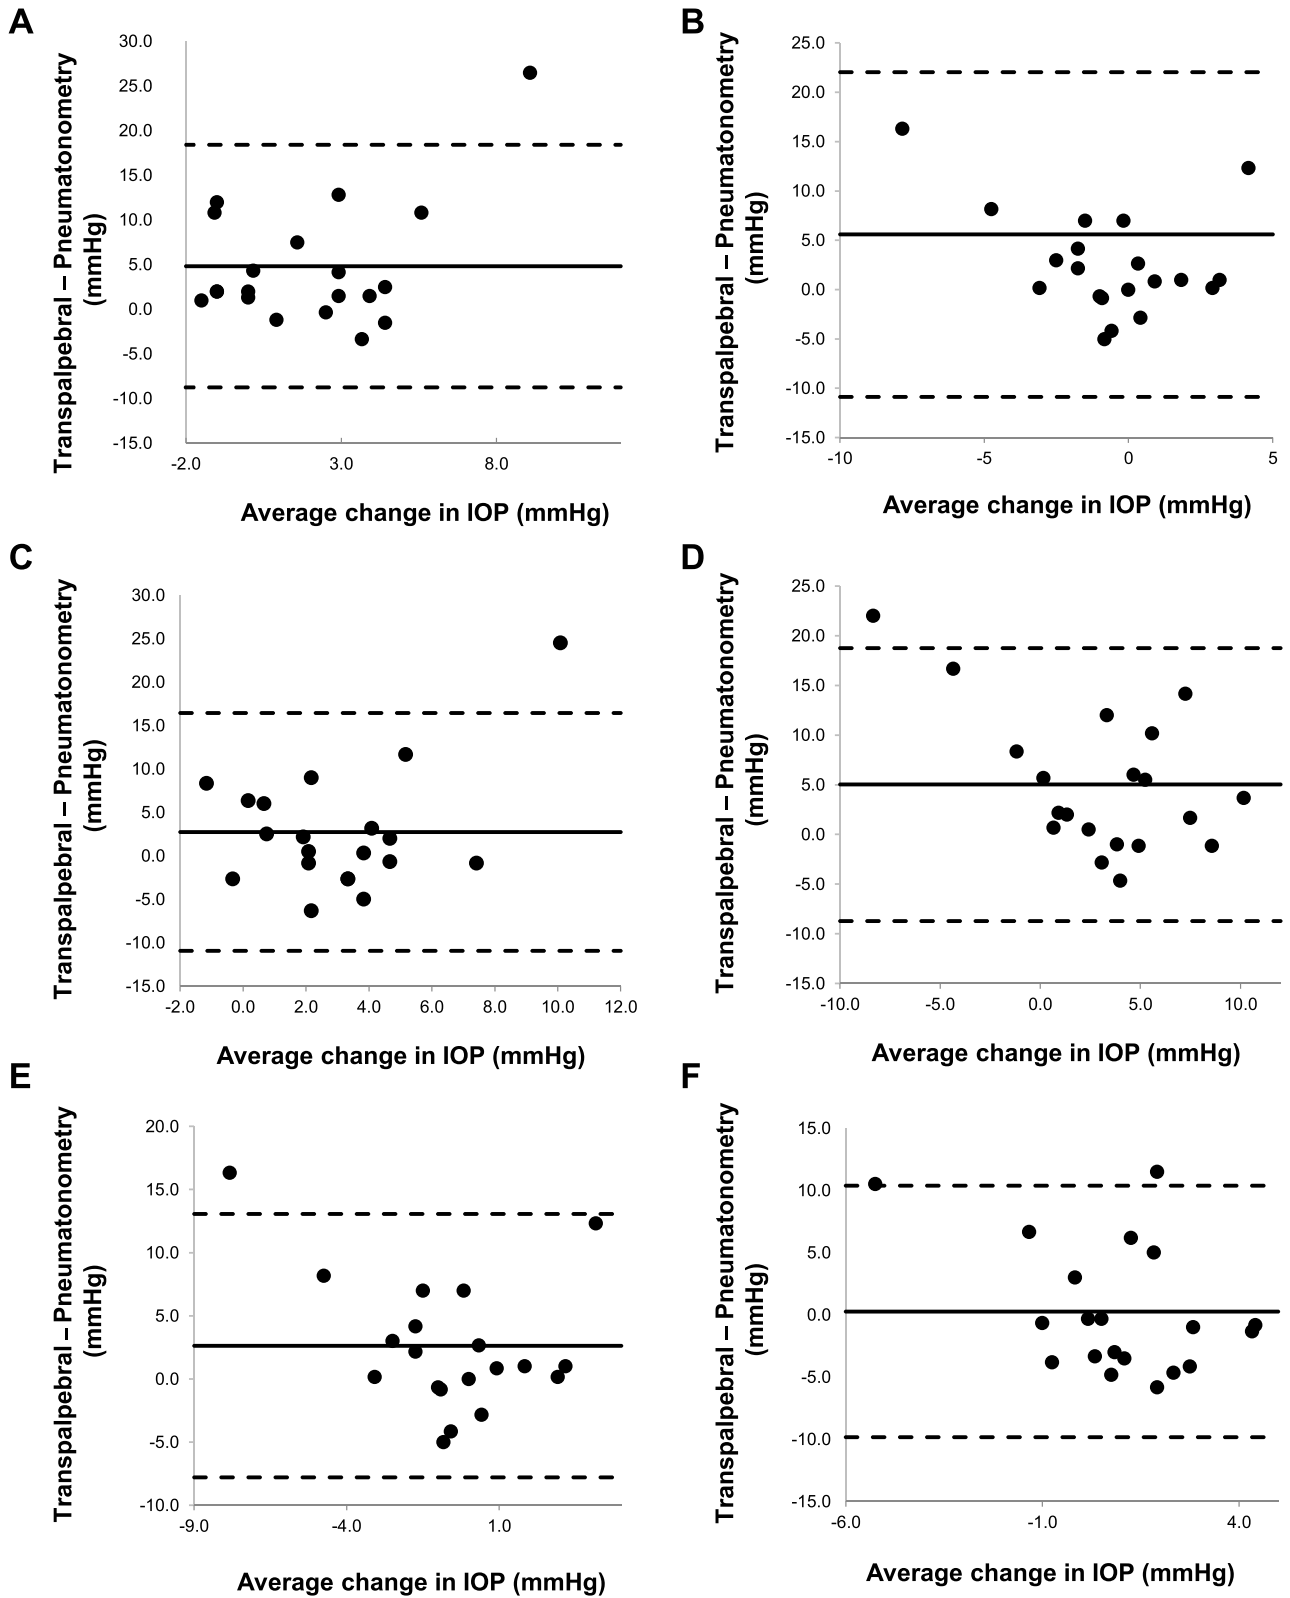 A
Transpalpebral – Pneumatonometry
(mmHg)
30.0
25.0
20.0
15.0
10.0
5.0
0.0
-5.0
-10.0
-15.0
-2.0 3.0 8.0
Average change in IOP (mmHg)
B
Transpalpebral – Pneumatonometry
(mmHg)
25.0
20.0
15.0
10.0
5.0
0.0
-5.0
-10.0
-15.0
-10 -5 0 5
Average change in IOP (mmHg)
C
Transpalpebral – Pneumatonometry
(mmHg)
30.0
25.0
20.0
15.0
10.0
5.0
0.0
-5.0
-10.0
-15.0
-2.0 0.0 2.0 4.0 6.0 8.0 10.0 12.0
Average change in IOP (mmHg)
D
Transpalpebral – Pneumatonometry
(mmHg)
25.0
20.0
15.0
10.0
5.0
0.0
-5.0
-10.0
-15.0
-10.0 -5.0 0.0 5.0 10.0
Average change in IOP (mmHg)
E
Transpalpebral – Pneumatonometry
(mmHg)
20.0
15.0
10.0
5.0
0.0
-5.0
-10.0
-9.0 -4.0 1.0
Average change in IOP (mmHg)
F
Transpalpebral – Pneumatonometry
(mmHg)
15.0
10.0
5.0
0.0
-5.0
-10.0
-15.0
-6.0 -1.0 4.0
Average change in IOP (mmHg)